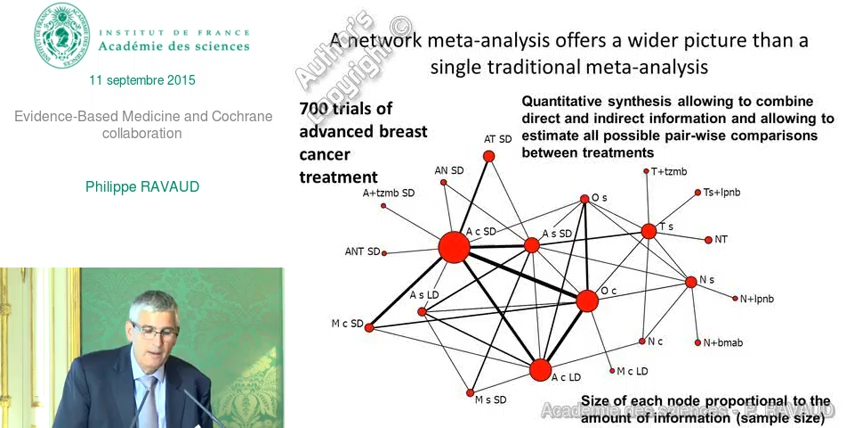 INSTITUT DE FRANCE
Académie des sciences
11 septembre 2015
Evidence-Based Medicine and Cochrane
collaboration
Philippe RAVAUD
Author's
Copyright ©
A network meta-analysis offers a wider picture than a
single traditional meta-analysis
700 trials of
advanced breast
cancer
treatment
Quantitative synthesis allowing to combine
direct and indirect information and allowing to
estimate all possible pair-wise comparisons
between treatments
AT SD
AN SD
A+tzmb SD
ANT SD
A c SD
A s SD
O s
T+tzmb
Ts+lpnb
T s
NT
N s
A s LD
O c
N+lpnb
M c SD
N c
N+bmab
A c LD
M c LD
M s SD
Size of each node proportional to the
amount of information (sample size)
Académie des sciences - P. RAVAUD